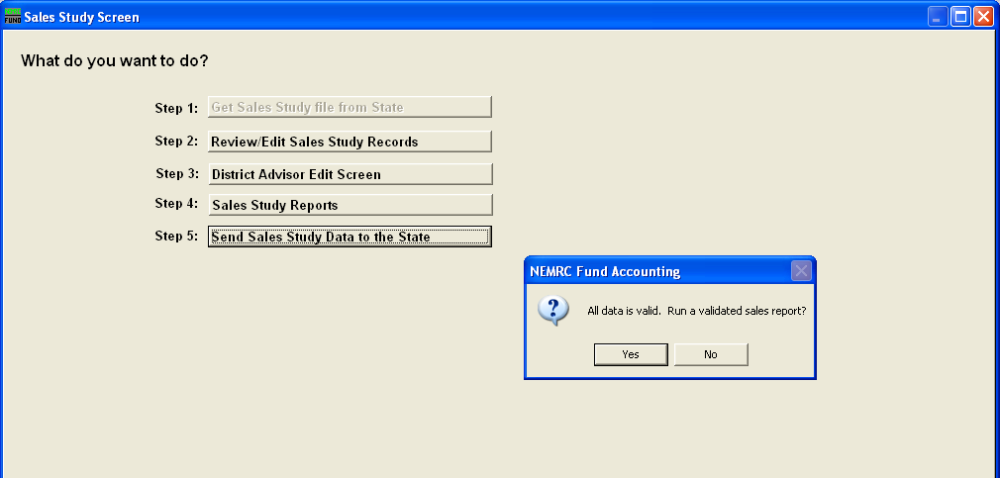 FUND Sales Study Screen
What do you want to do?
Step 1: Get Sales Study file from State
Step 2: Review/Edit Sales Study Records
Step 3: District Advisor Edit Screen
Step 4: Sales Study Reports
Step 5: Send Sales Study Data to the State
NEMRC Fund Accounting
All data is valid. Run a validated sales report?
Yes No